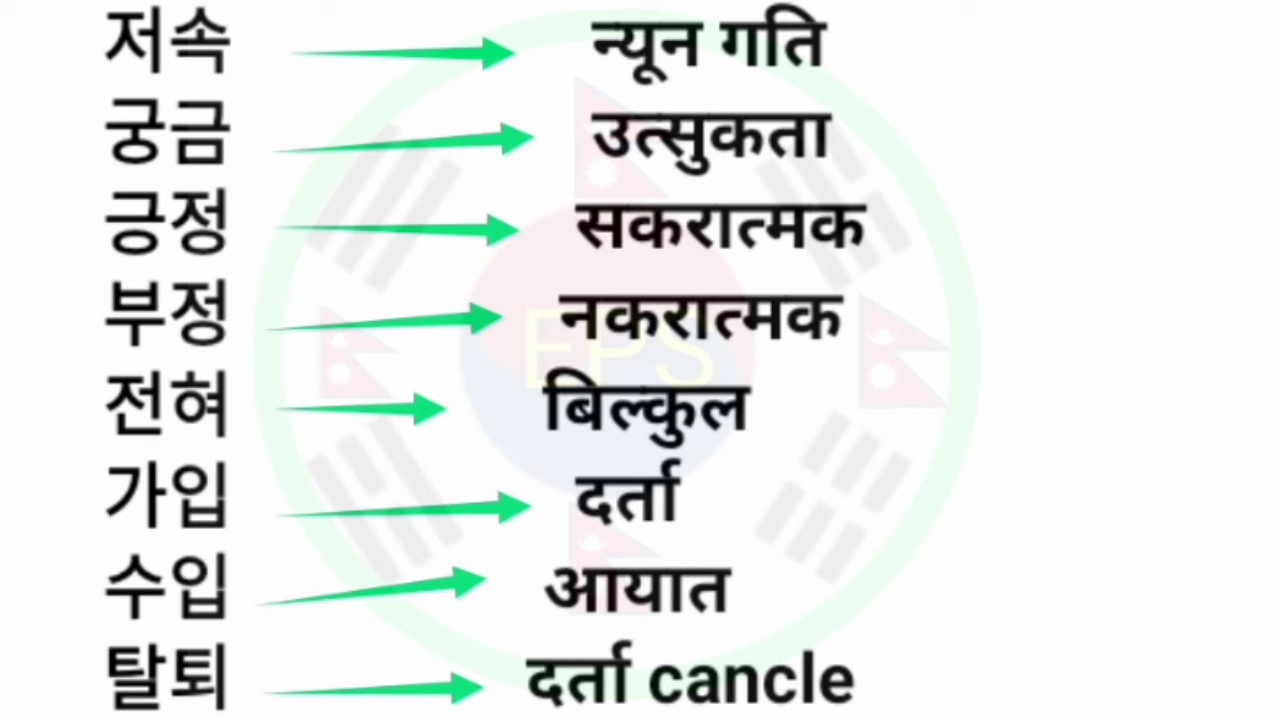 저속 न्यून गति
궁금 उत्सुकता
긍정 सकरात्मक
부정 नकरात्मक
전혀 बिल्कुल
가입 दर्ता
수입 आयात
탈퇴 दर्ता cancle
EPS